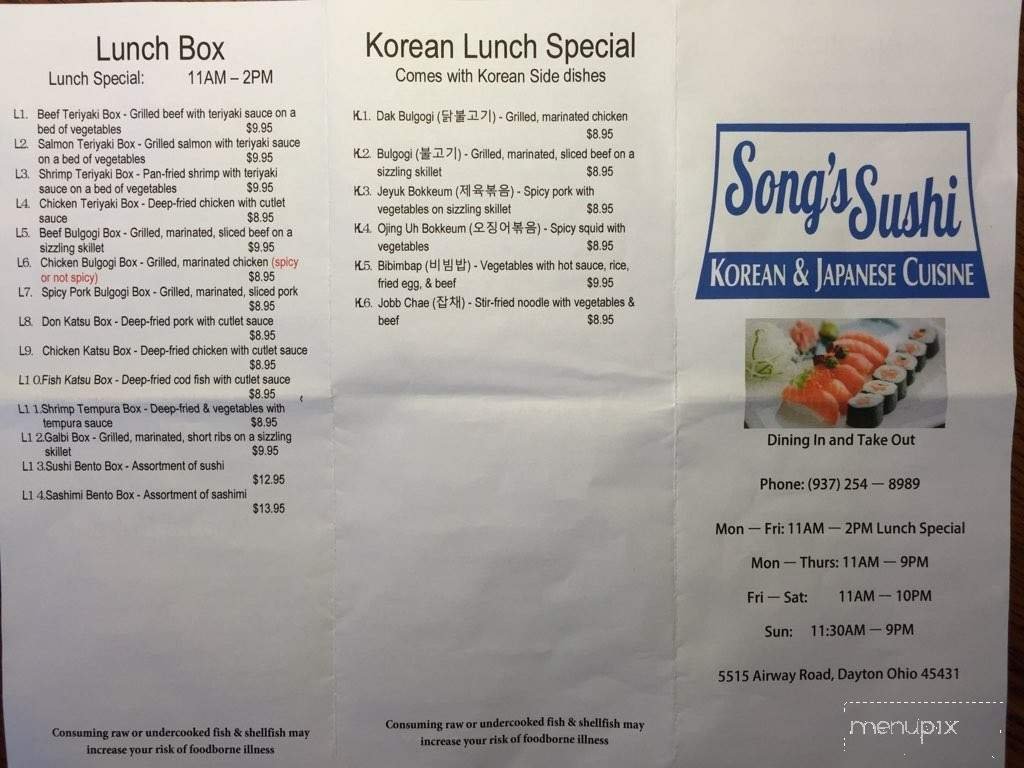 Lunch Box
Lunch Special: 11AM – 2PM
L1. Beef Teriyaki Box - Grilled beef with teriyaki sauce on a
bed of vegetables $9.95
L2. Salmon Teriyaki Box - Grilled salmon with teriyaki sauce
on a bed of vegetables $9.95
L3. Shrimp Teriyaki Box - Pan-fried shrimp with teriyaki
sauce on a bed of vegetables $9.95
L4. Chicken Teriyaki Box - Deep-fried chicken with cutlet
sauce $8.95
L5. Beef Bulgogi Box - Grilled, marinated, sliced beef on a
sizzling skillet $9.95
L6. Chicken Bulgogi Box - Grilled, marinated chicken (spicy
or not spicy) $8.95
L7. Spicy Pork Bulgogi Box - Grilled, marinated, sliced pork
$8.95
L8. Don Katsu Box - Deep-fried pork with cutlet sauce
$8.95
L9. Chicken Katsu Box - Deep-fried chicken with cutlet sauce
$8.95
L1 0.Fish Katsu Box - Deep-fried cod fish with cutlet sauce
$8.95
L1 1.Shrimp Tempura Box - Deep-fried & vegetables with
tempura sauce $8.95
L1 2.Galbi Box - Grilled, marinated, short ribs on a sizzling
skillet $9.95
L1 3.Sushi Bento Box - Assortment of sushi
$12.95
L1 4.Sashimi Bento Box - Assortment of sashimi
$13.95
Consuming raw or undercooked fish & shellfish may
increase your risk of foodborne illness
Korean Lunch Special
Comes with Korean Side dishes
K.1. Dak Bulgogi (닭불고기) - Grilled, marinated chicken
$8.95
K.2. Bulgogi (불고기) - Grilled, marinated, sliced beef on a
sizzling skillet $8.95
K.3. Jeyuk Bokkeum (제육볶음) - Spicy pork with
vegetables on sizzling skillet $8.95
K.4. Ojing Uh Bokkeum (오징어볶음) - Spicy squid with
vegetables $8.95
K.5. Bibimbap (비빔밥) - Vegetables with hot sauce, rice,
fried egg, & beef $9.95
K.6. Jobb Chae (잡채) - Stir-fried noodle with vegetables &
beef $8.95
Consuming raw or undercooked fish & shellfish may
increase your risk of foodborne illness
Song's Sushi
KOREAN & JAPANESE CUISINE
Dining In and Take Out
Phone: (937) 254 — 8989
Mon — Fri: 11AM — 2PM Lunch Special
Mon — Thurs: 11AM — 9PM
Fri — Sat: 11AM — 10PM
Sun: 11:30AM — 9PM
5515 Airway Road, Dayton Ohio 45431
menupix